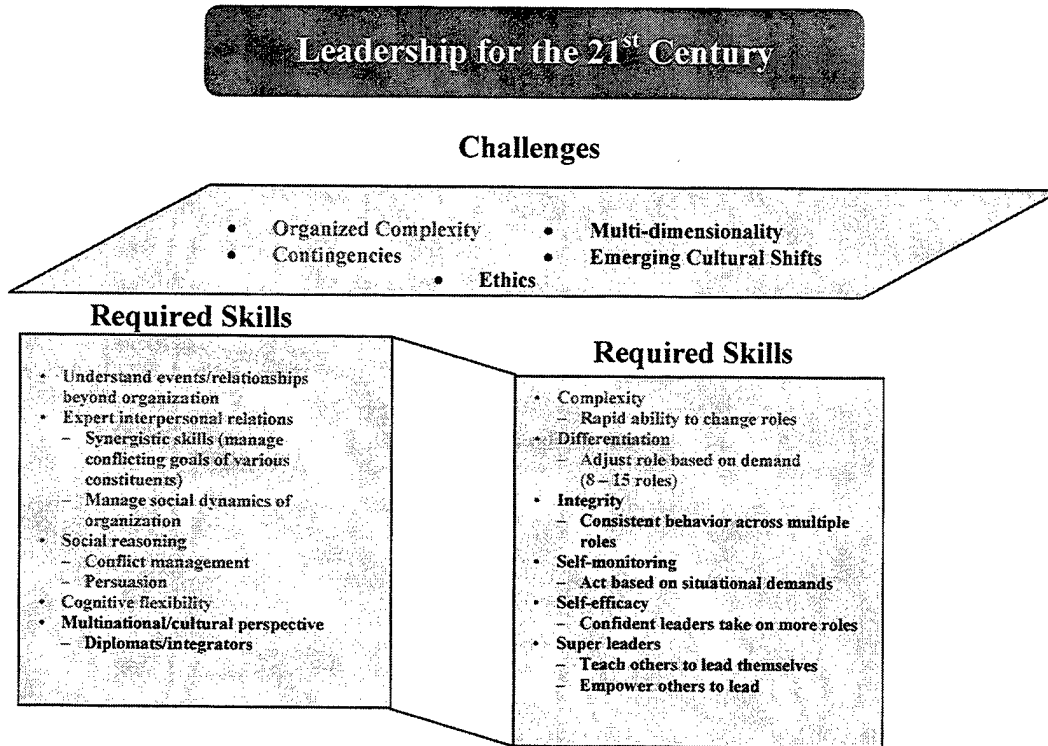 Leadership for the 21st Century
Challenges
• Organized Complexity • Multi-dimensionality
• Contingencies • Emerging Cultural Shifts
• Ethics
Required Skills
• Understand events/relationships
beyond organization
• Expert interpersonal relations
– Synergistic skills (manage
conflicting goals of various
constituents)
– Manage social dynamics of
organization
• Social reasoning
– Conflict management
– Persuasion
• Cognitive flexibility
• Multinational/cultural perspective
– Diplomats/integrators
Required Skills
• Complexity
– Rapid ability to change roles
• Differentiation
– Adjust role based on demand
(8 – 15 roles)
• Integrity
– Consistent behavior across multiple
roles
• Self-monitoring
– Act based on situational demands
• Self-efficacy
– Confident leaders take on more roles
• Super leaders
– Teach others to lead themselves
– Empower others to lead